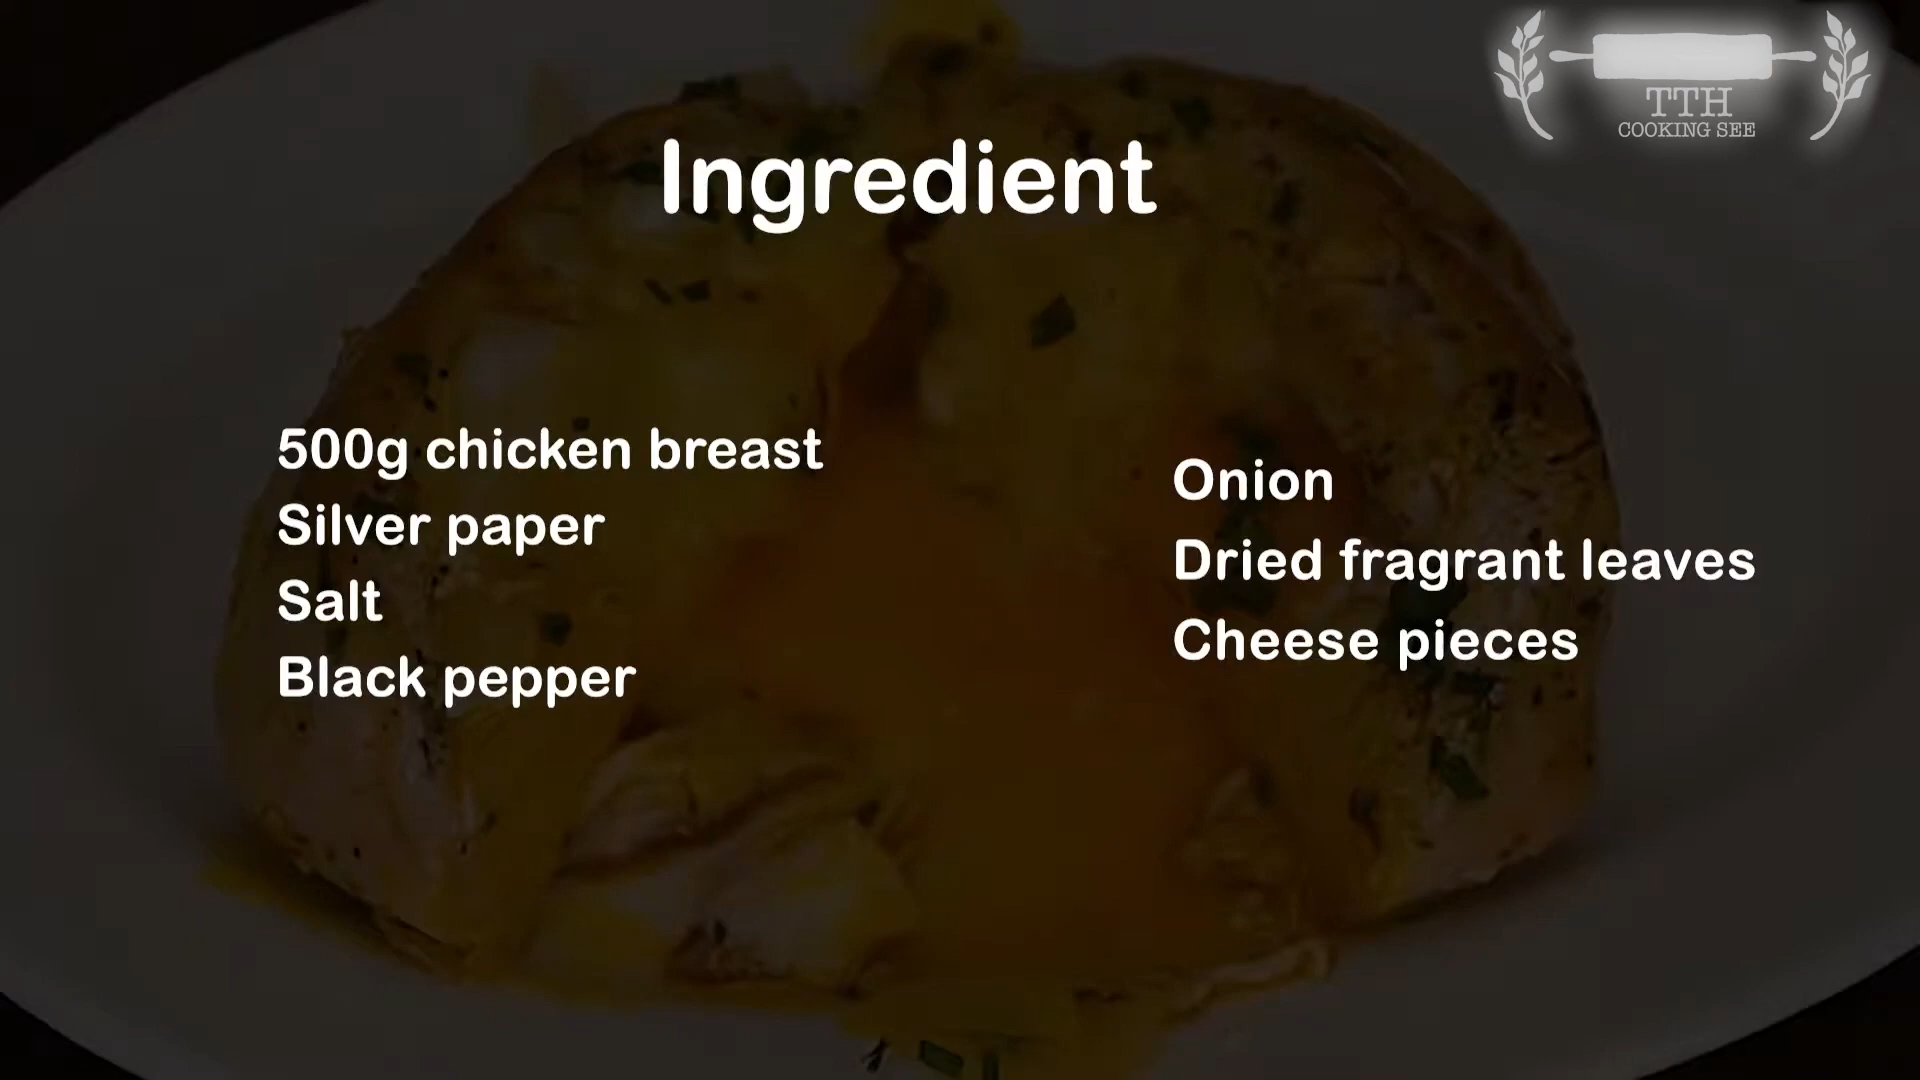 TTH
COOKING SEE
Ingredient
500g chicken breast
Silver paper
Salt
Black pepper
Onion
Dried fragrant leaves
Cheese pieces